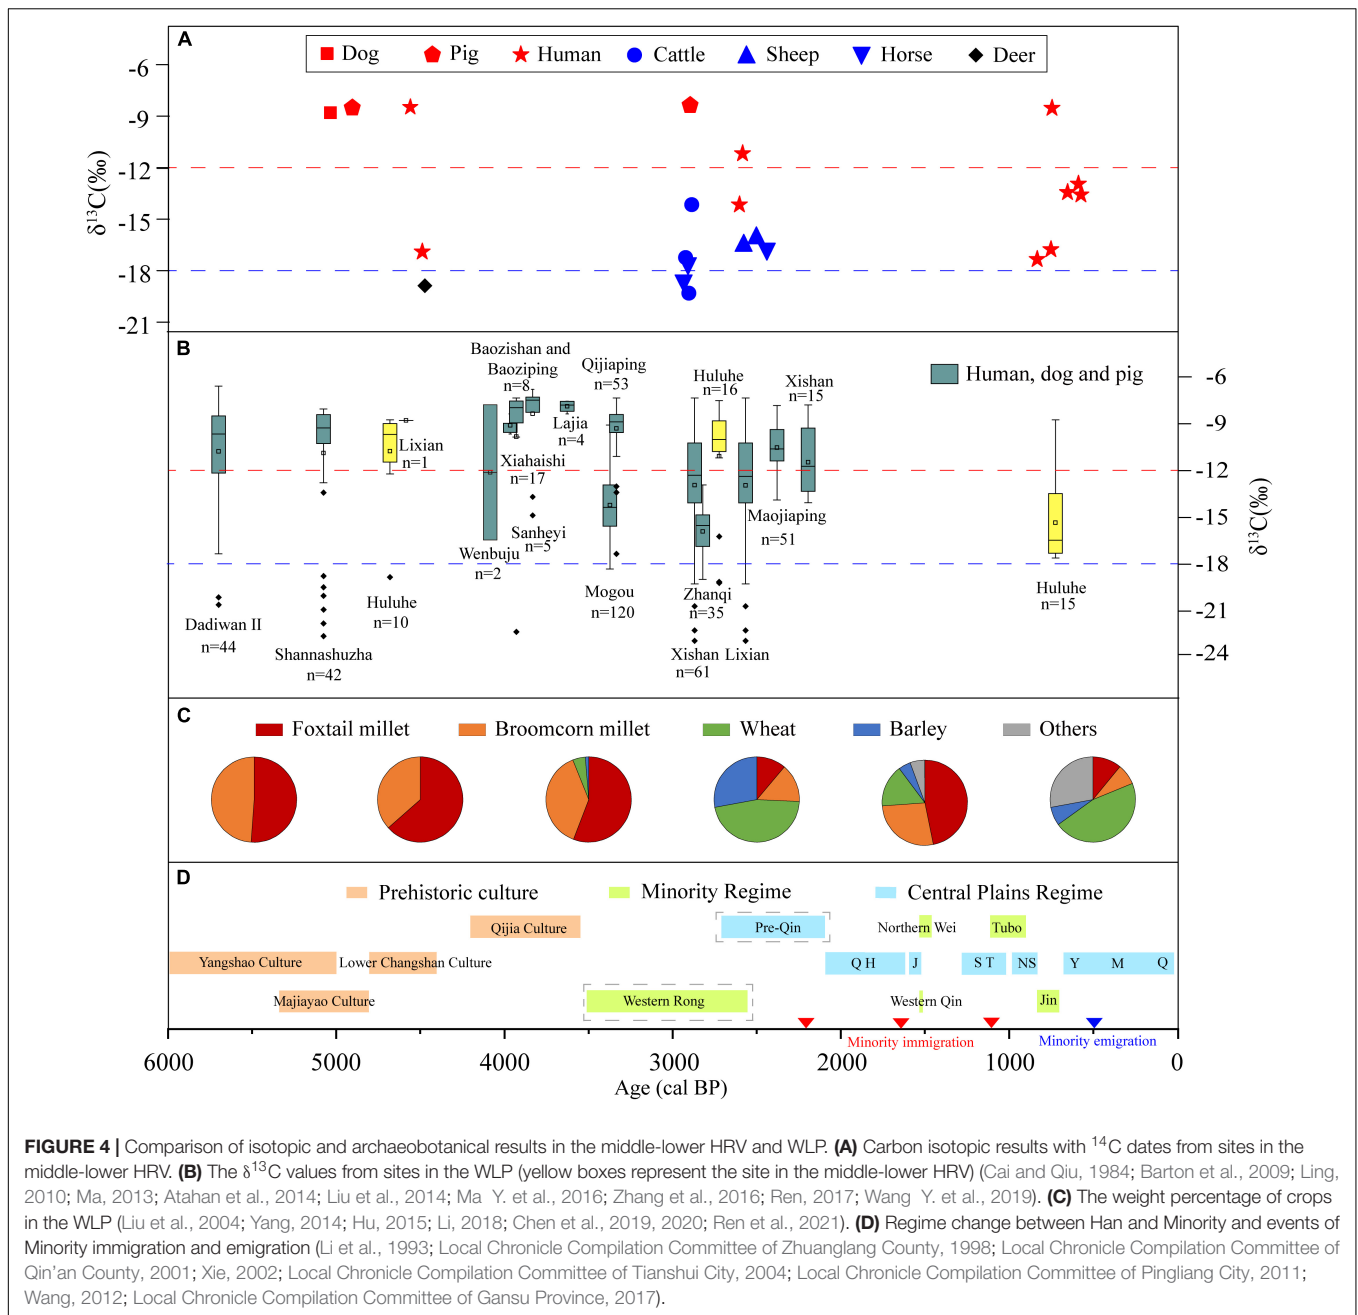 A
Dog Pig Human Cattle Sheep Horse Deer
-6
-9
-12
-15
-18
-21
δ13C(‰)
B
Human, dog and pig
Baozishan and
Baoziping
n=8
Qijiaping
n=53
Huluhe
n=16
Xishan
n=15
Lixian
n=1
Lajia
n=4
Xiahaishi
n=17
Sanheyi
n=5
Wenbuju
n=2
Maojiaping
n=51
Mogou
n=120
Zhanqi
n=35
Huluhe
n=10
Huluhe
n=15
Dadiwan II
n=44
Shannashuzha
n=42
Xishan Lixian
n=61
-6
-9
-12
-15
-18
-21
-24
δ13C(‰)
C
Foxtail millet Broomcorn millet Wheat Barley Others
D
Prehistoric culture Minority Regime Central Plains Regime
Qijia Culture Pre-Qin Northern Wei Tubo
Yangshao Culture Lower Changshan Culture Q H J S T NS Y M Q
Majiayao Culture Western Rong Western Qin Jin
Minority immigration Minority emigration
6000 5000 4000 3000 2000 1000 0
Age (cal BP)
FIGURE 4 | Comparison of isotopic and archaeobotanical results in the middle-lower HRV and WLP. (A) Carbon isotopic results with 14C dates from sites in the
middle-lower HRV. (B) The δ13C values from sites in the WLP (yellow boxes represent the site in the middle-lower HRV) (Cai and Qiu, 1984; Barton et al., 2009; Ling,
2010; Ma, 2013; Atahan et al., 2014; Liu et al., 2014; Ma Y. et al., 2016; Zhang et al., 2016; Ren, 2017; Wang Y. et al., 2019). (C) The weight percentage of crops
in the WLP (Liu et al., 2004; Yang, 2014; Hu, 2015; Li, 2018; Chen et al., 2019, 2020; Ren et al., 2021). (D) Regime change between Han and Minority and events of
Minority immigration and emigration (Li et al., 1993; Local Chronicle Compilation Committee of Zhuanglang County, 1998; Local Chronicle Compilation Committee of
Qin'an County, 2001; Xie, 2002; Local Chronicle Compilation Committee of Tianshui City, 2004; Local Chronicle Compilation Committee of Pingliang City, 2011;
Wang, 2012; Local Chronicle Compilation Committee of Gansu Province, 2017).